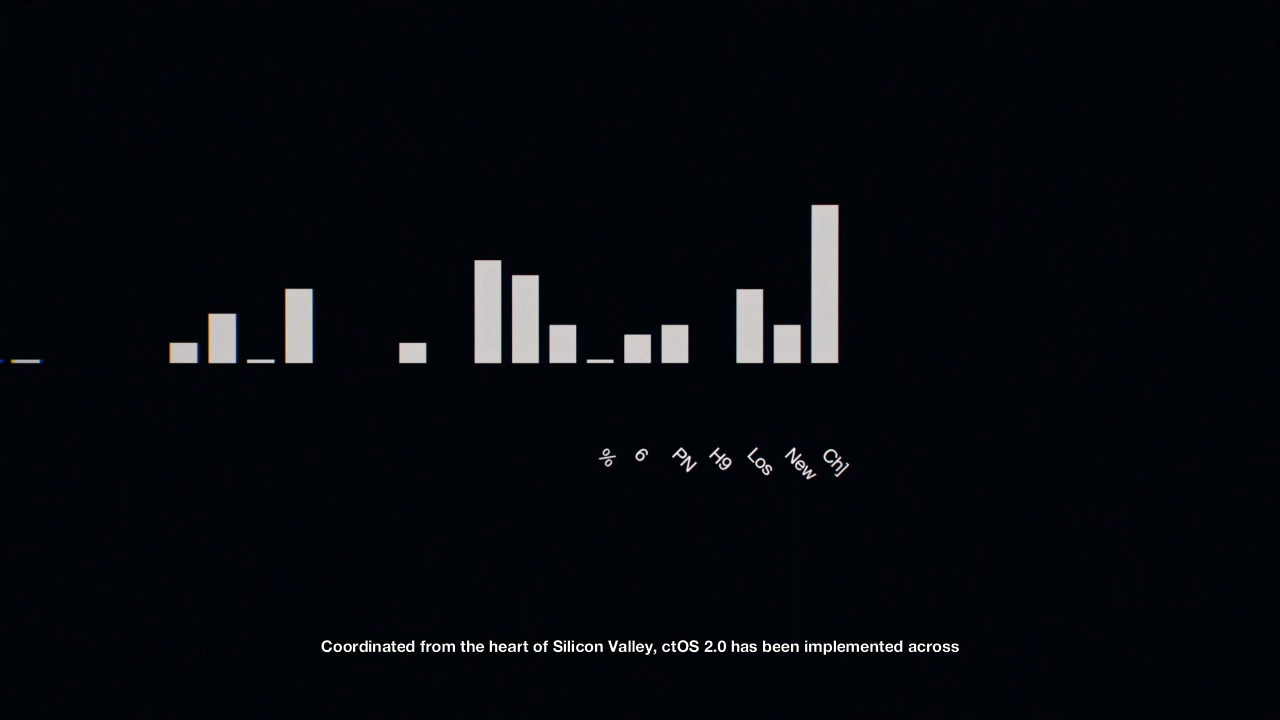 % 6 PN H9 Los New Ch]
Coordinated from the heart of Silicon Valley, ctOS 2.0 has been implemented across